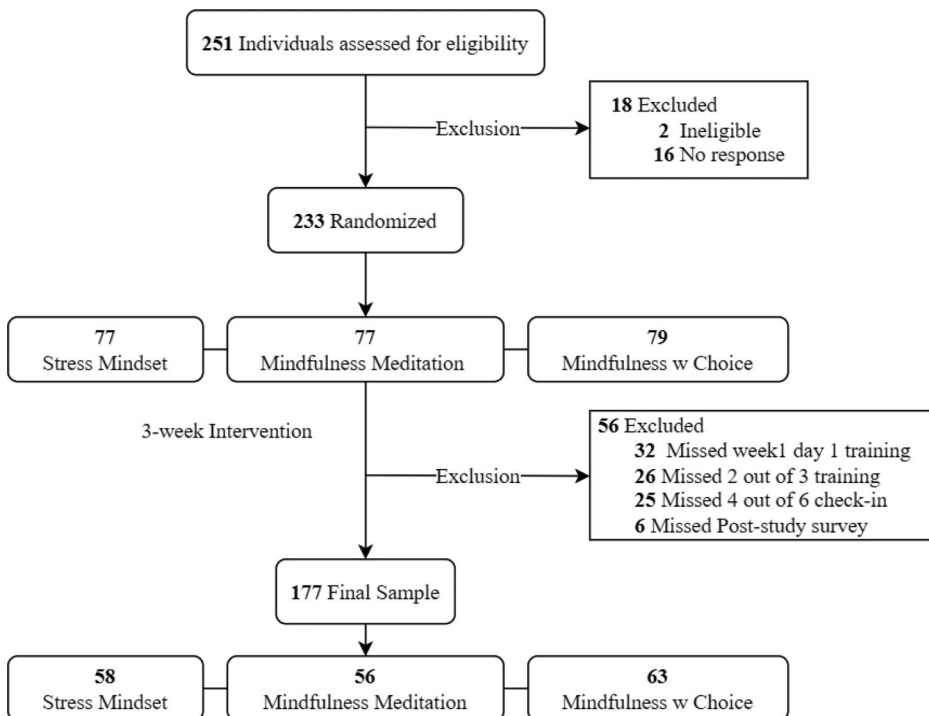 251 Individuals assessed for eligibility
Exclusion
18 Excluded
2 Ineligible
16 No response
233 Randomized
77
Stress Mindset
77
Mindfulness Meditation
79
Mindfulness w Choice
3-week Intervention
Exclusion
56 Excluded
32 Missed week1 day 1 training
26 Missed 2 out of 3 training
25 Missed 4 out of 6 check-in
6 Missed Post-study survey
177 Final Sample
58
Stress Mindset
56
Mindfulness Meditation
63
Mindfulness w Choice